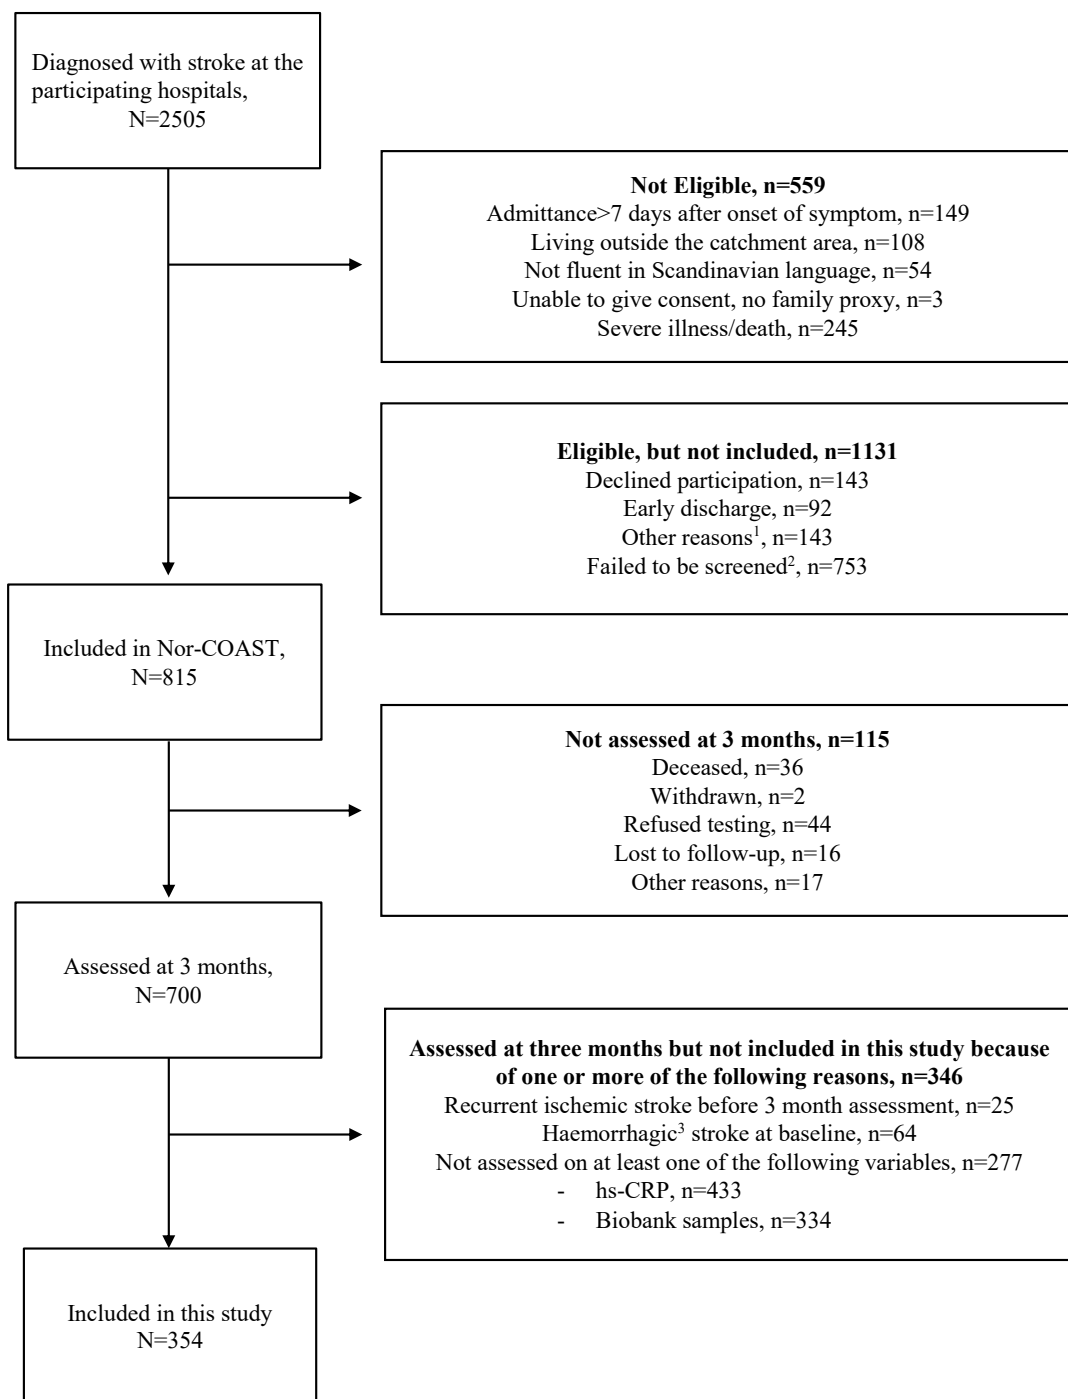 Diagnosed with stroke at the
participating hospitals,
N=2505
Not Eligible, n=559
Admittance>7 days after onset of symptom, n=149
Living outside the catchment area, n=108
Not fluent in Scandinavian language, n=54
Unable to give consent, no family proxy, n=3
Severe illness/death, n=245
Eligible, but not included, n=1131
Declined participation, n=143
Early discharge, n=92
Other reasons¹, n=143
Failed to be screened², n=753
Included in Nor-COAST,
N=815
Not assessed at 3 months, n=115
Deceased, n=36
Withdrawn, n=2
Refused testing, n=44
Lost to follow-up, n=16
Other reasons, n=17
Assessed at 3 months,
N=700
Assessed at three months but not included in this study because
of one or more of the following reasons, n=346
Recurrent ischemic stroke before 3 month assessment, n=25
Haemorrhagic³ stroke at baseline, n=64
Not assessed on at least one of the following variables, n=277
- hs-CRP, n=433
- Biobank samples, n=334
Included in this study
N=354